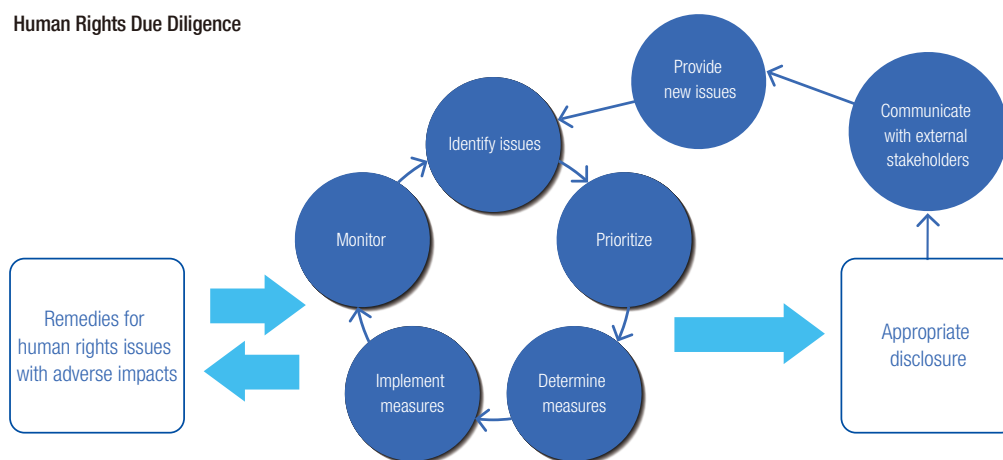 Human Rights Due Diligence
Provide
new issues
Communicate
with external
stakeholders
Identify issues
Monitor
Prioritize
Remedies for
human rights issues
with adverse impacts
Appropriate
disclosure
Implement
measures
Determine
measures